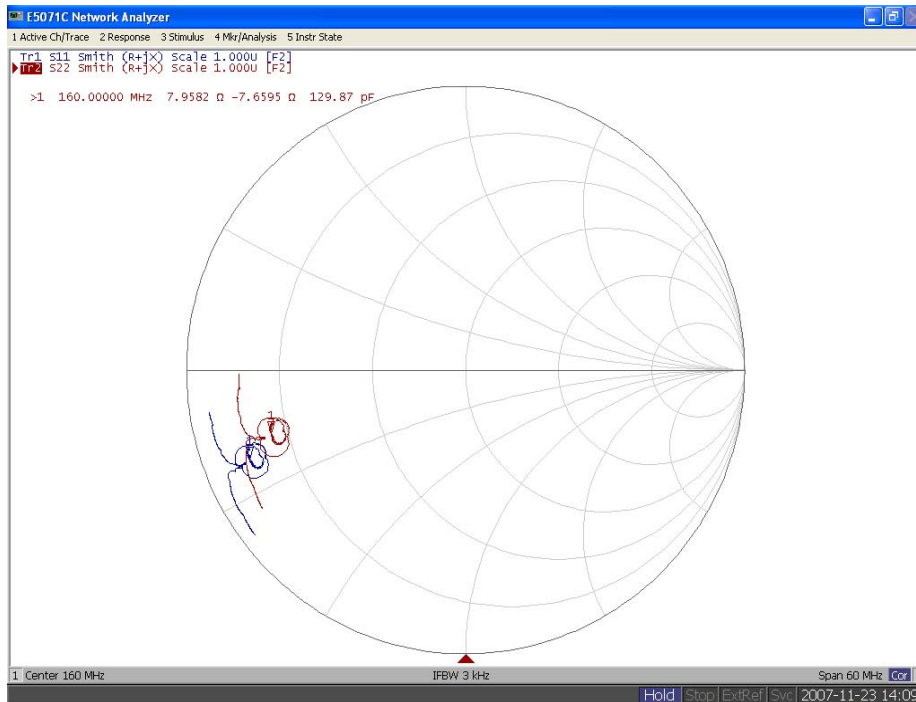 E5071C Network Analyzer
1 Active Ch/Trace 2 Response 3 Stimulus 4 Mkr/Analysis 5 Instr State
Tr1 S11 Smith (R+jX) Scale 1.000U [F2]
Tr2 S22 Smith (R+jX) Scale 1.000U [F2]
>1 160.00000 MHz 7.9582 Ω -7.6595 Ω 129.87 pF
1
1 Center 160 MHz IFBW 3 kHz Span 60 MHz Cor
Hold Stop ExtRef Svc 2007-11-23 14:09